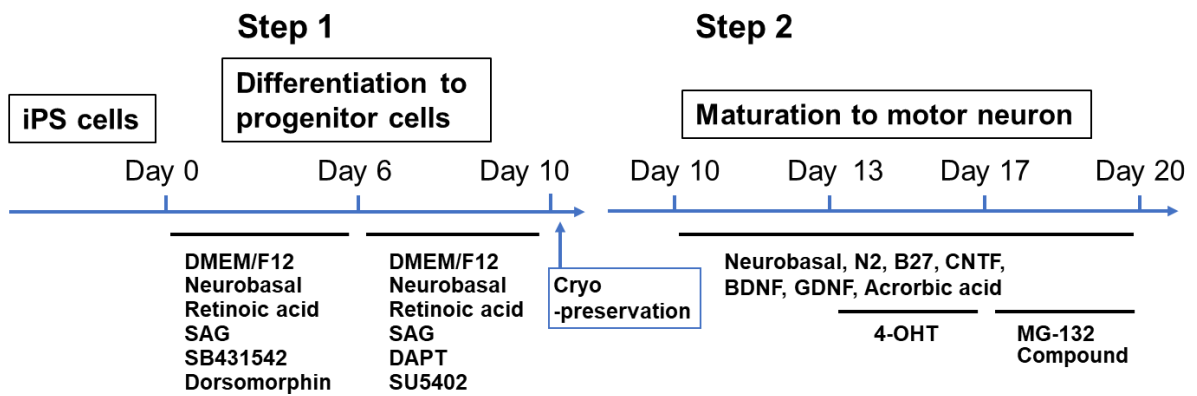 Step 1
Step 2
iPS cells
Differentiation to
progenitor cells
Maturation to motor neuron
Day 0
Day 6
Day 10
Day 10
Day 13
Day 17
Day 20
DMEM/F12
Neurobasal
Retinoic acid
SAG
SB431542
Dorsomorphin
DMEM/F12
Neurobasal
Retinoic acid
SAG
DAPT
SU5402
Cryo
-preservation
Neurobasal, N2, B27, CNTF,
BDNF, GDNF, Acrorbic acid
4-OHT
MG-132
Compound